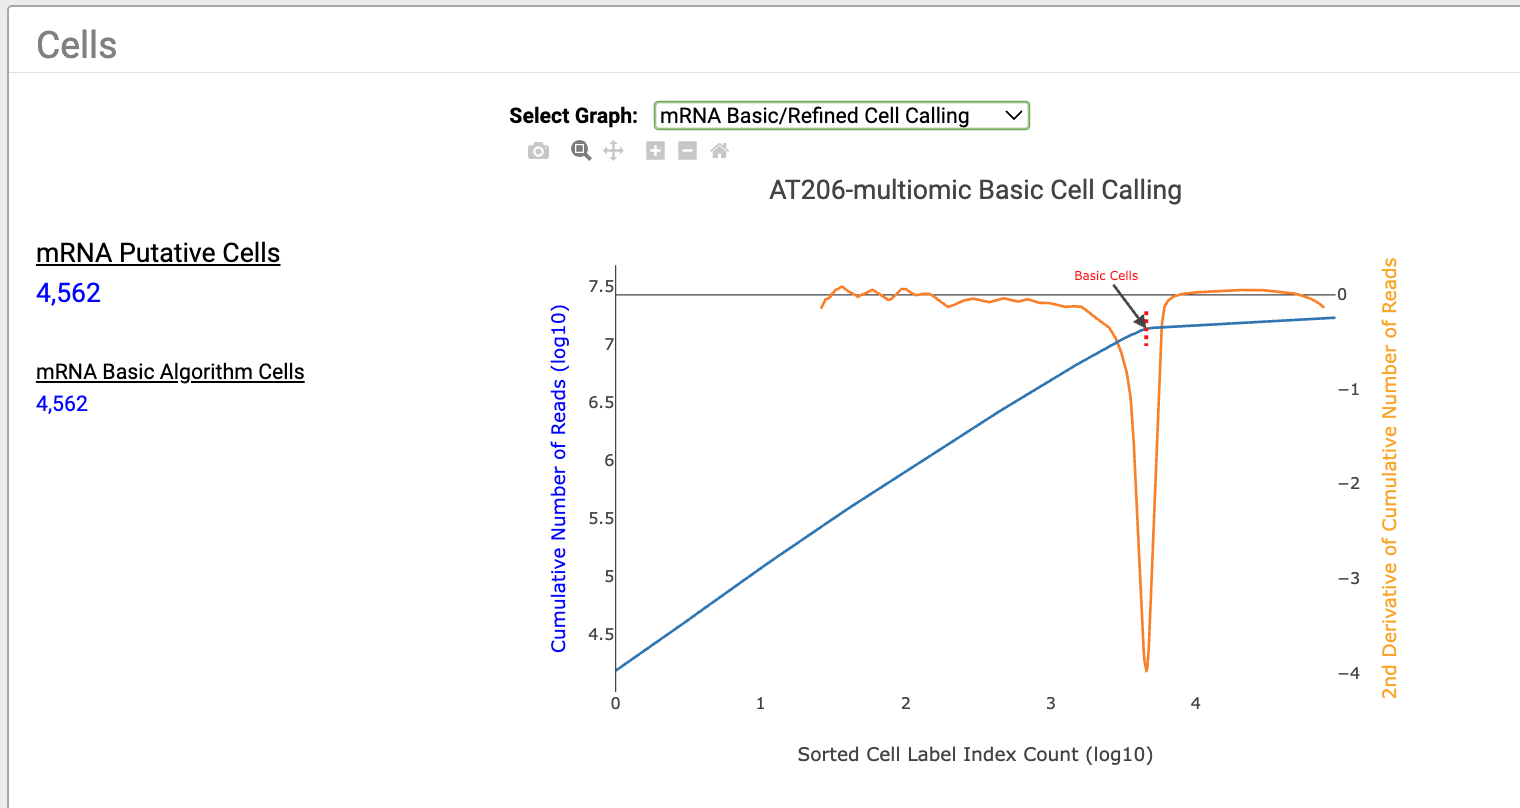 Cells
Select Graph: mRNA Basic/Refined Cell Calling
AT206-multiomic Basic Cell Calling
mRNA Putative Cells
4,562
mRNA Basic Algorithm Cells
4,562
Basic Cells
Cumulative Number of Reads (log10)
7.5
7
6.5
6
5.5
5
4.5
0
1
2
3
4
Sorted Cell Label Index Count (log10)
0
−1
−2
−3
−4
2nd Derivative of Cumulative Number of Reads